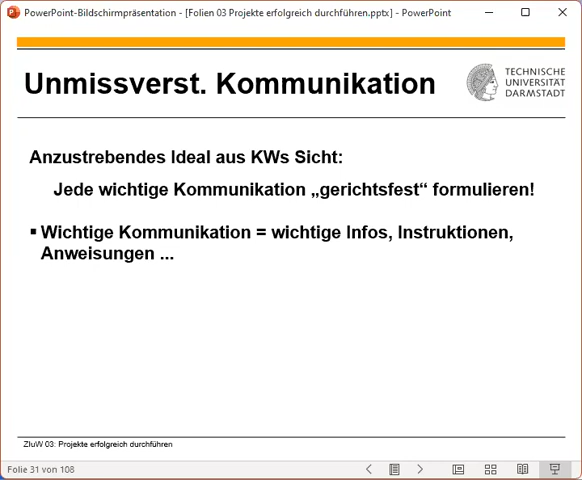 PowerPoint-Bildschirmpräsentation - [Folien 03 Projekte erfolgreich durchführen.pptx] - PowerPoint
Unmissverst. Kommunikation
TECHNISCHE
UNIVERSITÄT
DARMSTADT
Anzustrebendes Ideal aus KWs Sicht:
Jede wichtige Kommunikation „gerichtsfest“ formulieren!
▪ Wichtige Kommunikation = wichtige Infos, Instruktionen,
Anweisungen ...
ZIuW 03: Projekte erfolgreich durchführen
Folie 31 von 108